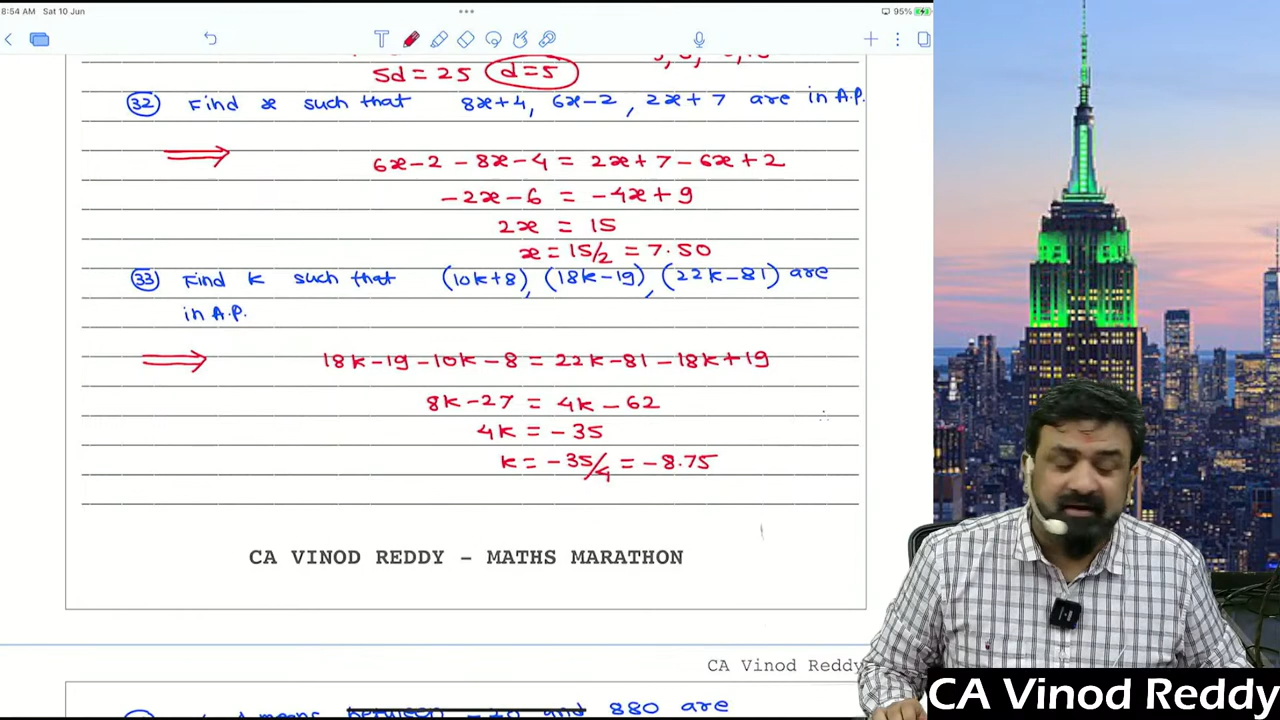 8:54 AM Sat 10 Jun
95%
5d = 25 d=5
32 Find x such that 8x+4, 6x-2, 2x+7 are in A.P.
6x-2-8x-4 = 2x+7-6x+2
-2x-6 = -4x+9
2x = 15
x = 15/2 = 7.50
33 Find k such that (10k+8), (18k-19), (22k-81) are
in A.P.
18k-19-10k-8 = 22k-81-18k+19
8k-27 = 4k-62
4k = -35
k = -35/4 = -8.75
CA VINOD REDDY - MATHS MARATHON
CA Vinod Reddy
means between and 880 are
CA Vinod Reddy